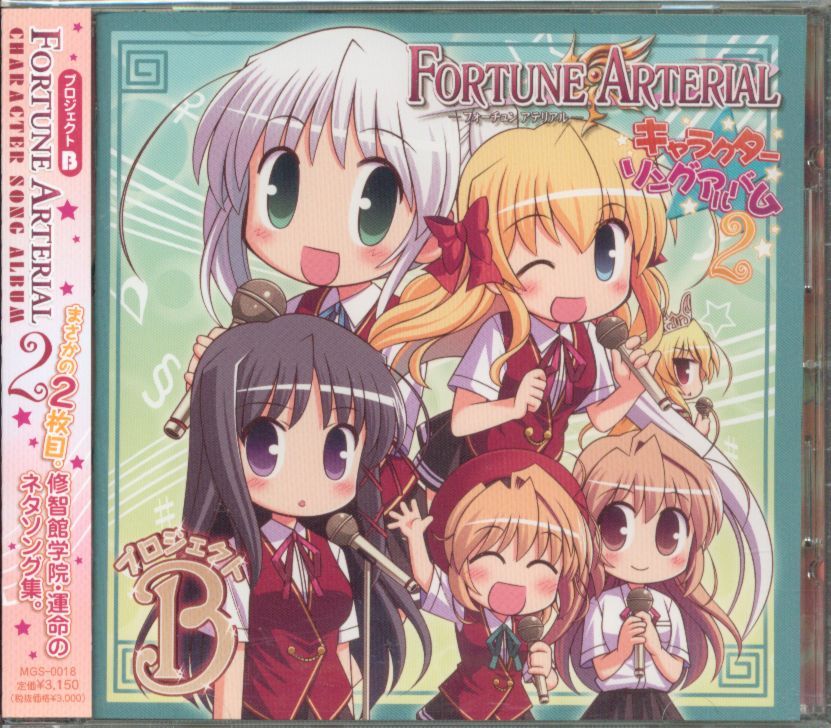 プロジェクト B
FORTUNE ARTERIAL 2
CHARACTER SONG ALBUM
まさかの2枚目。
修智館学院・運命の
ネタソング集。
MGS-0018
定価¥3,150
(税抜価格¥3,000)
FORTUNE ARTERIAL
―フォーチュン アテリアル―
キャラクター
ソングアルバム
2
プロジェクト
B